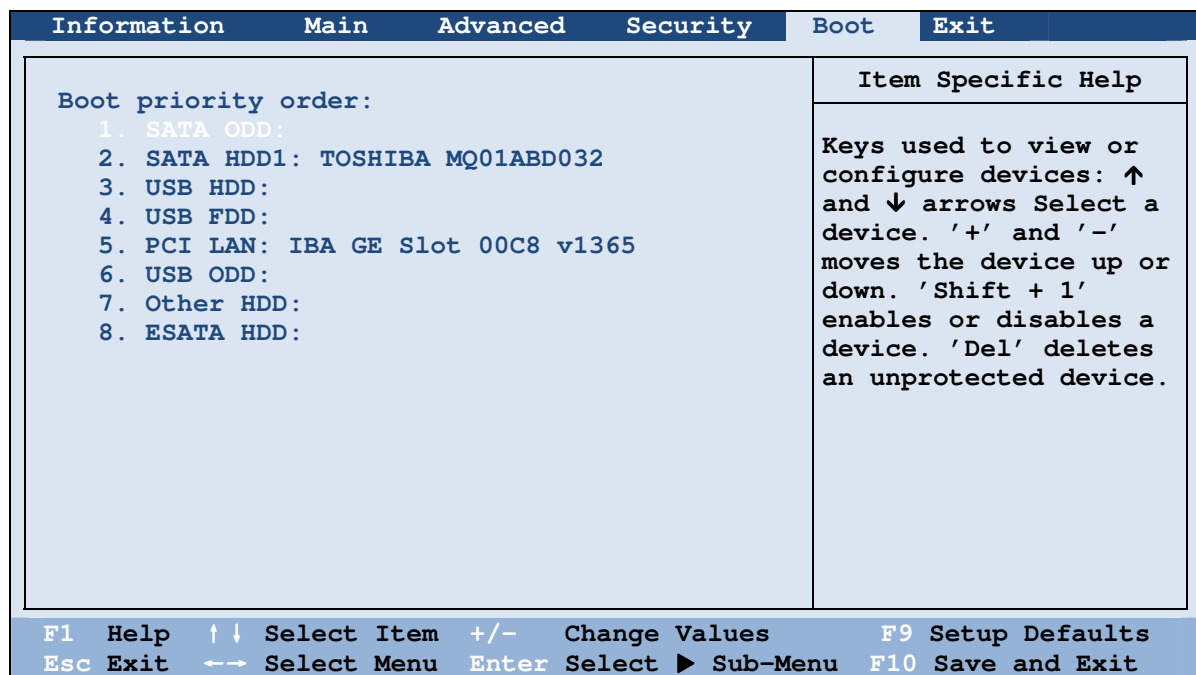 Information Main Advanced Security Boot Exit
Boot priority order:
1. SATA ODD:
2. SATA HDD1: TOSHIBA MQ01ABD032
3. USB HDD:
4. USB FDD:
5. PCI LAN: IBA GE Slot 00C8 v1365
6. USB ODD:
7. Other HDD:
8. ESATA HDD:
Item Specific Help
Keys used to view or
configure devices: ↑
and ↓ arrows Select a
device. ′+′ and ′-′
moves the device up or
down. ′Shift + 1′
enables or disables a
device. ′Del′ deletes
an unprotected device.
F1 Help ↑↓ Select Item +/- Change Values F9 Setup Defaults
Esc Exit ←→ Select Menu Enter Select ▶ Sub-Menu F10 Save and Exit